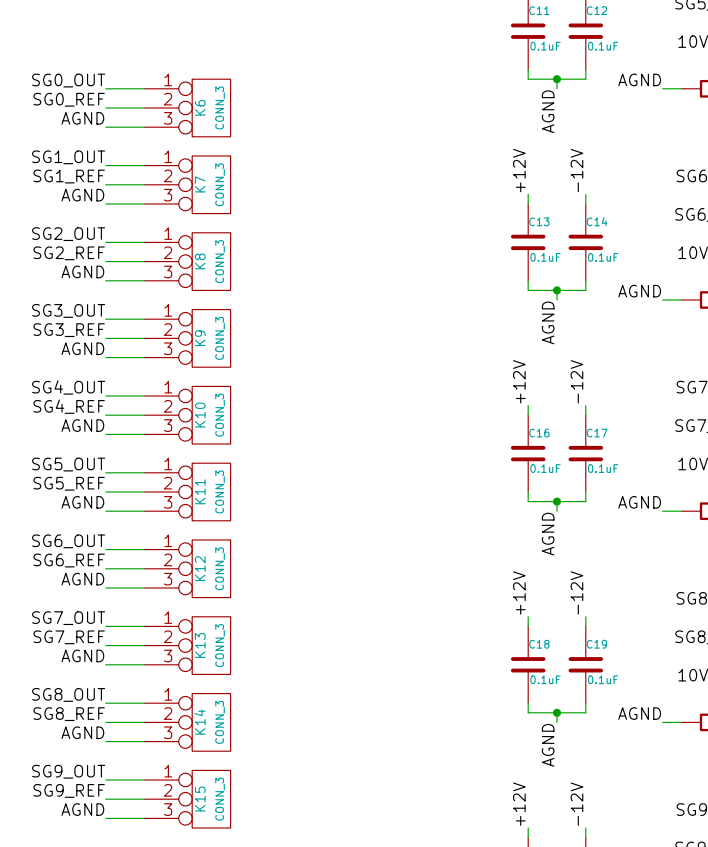 SG0_OUT 1
SG0_REF 2
AGND 3
K6
CONN_3
SG1_OUT 1
SG1_REF 2
AGND 3
K7
CONN_3
SG2_OUT 1
SG2_REF 2
AGND 3
K8
CONN_3
SG3_OUT 1
SG3_REF 2
AGND 3
K9
CONN_3
SG4_OUT 1
SG4_REF 2
AGND 3
K10
CONN_3
SG5_OUT 1
SG5_REF 2
AGND 3
K11
CONN_3
SG6_OUT 1
SG6_REF 2
AGND 3
K12
CONN_3
SG7_OUT 1
SG7_REF 2
AGND 3
K13
CONN_3
SG8_OUT 1
SG8_REF 2
AGND 3
K14
CONN_3
SG9_OUT 1
SG9_REF 2
AGND 3
K15
CONN_3
C11 C12
0.1uF 0.1uF
AGND
+12V -12V
C13 C14
0.1uF 0.1uF
AGND
+12V -12V
C16 C17
0.1uF 0.1uF
AGND
+12V -12V
C18 C19
0.1uF 0.1uF
AGND
+12V -12V
SG5_
10V
AGND
SG6
SG6_
10V
AGND
SG7
SG7_
10V
AGND
SG8
SG8_
10V
AGND
SG9